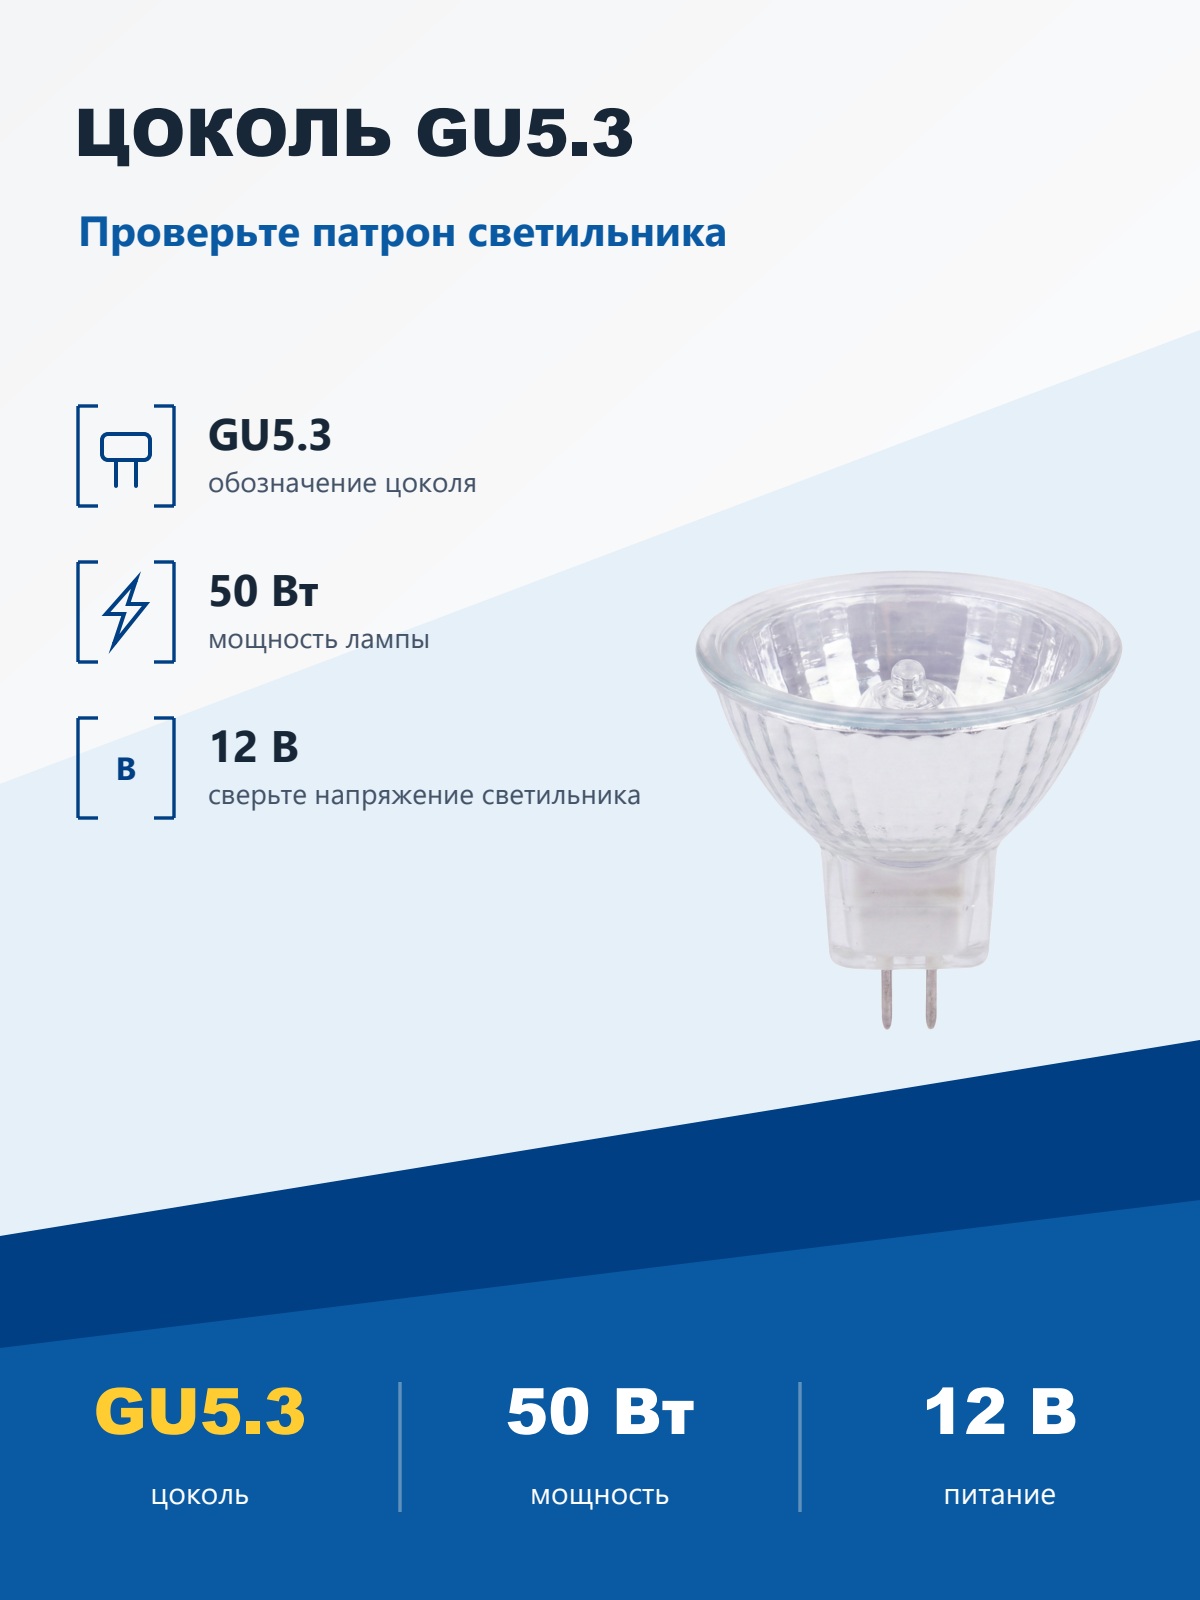 ЦОКОЛЬ GU5.3
Проверьте патрон светильника
GU5.3
обозначение цоколя
50 Вт
мощность лампы
В
12 В
сверьте напряжение светильника
GU5.3
50 Вт
12 В
цоколь
мощность
питание